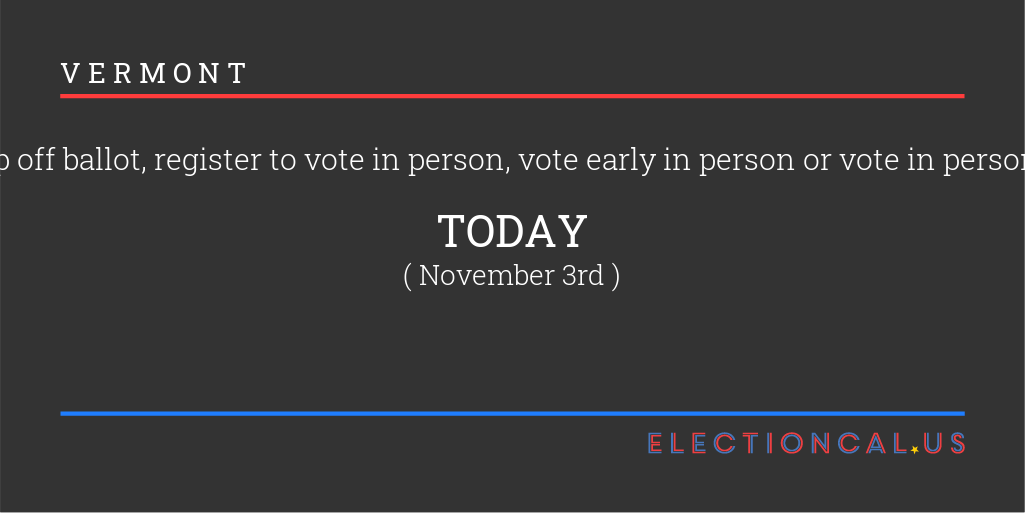 VERMONT
off ballot, register to vote in person, vote early in person or vote in person
TODAY
( November 3rd )
ELECTIONCAL.US